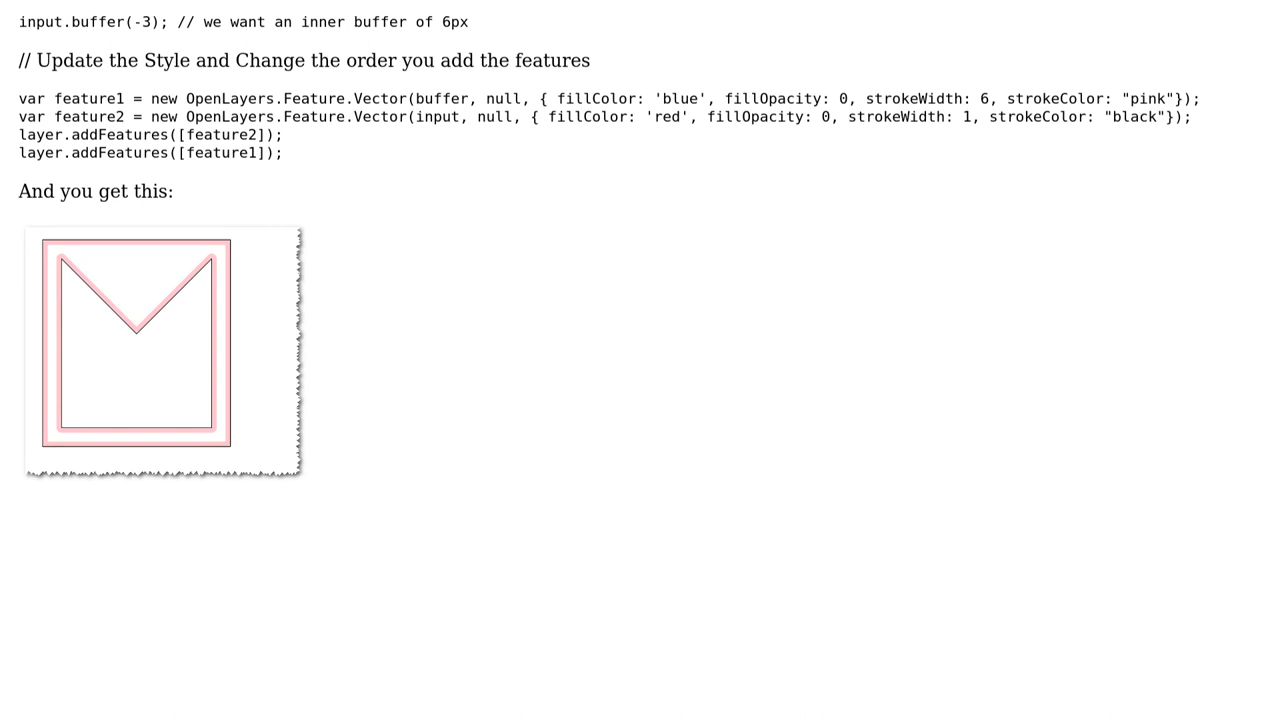 input.buffer(-3); // we want an inner buffer of 6px
// Update the Style and Change the order you add the features
var feature1 = new OpenLayers.Feature.Vector(buffer, null, { fillColor: 'blue', fillOpacity: 0, strokeWidth: 6, strokeColor: "pink"});
var feature2 = new OpenLayers.Feature.Vector(input, null, { fillColor: 'red', fillOpacity: 0, strokeWidth: 1, strokeColor: "black"});
layer.addFeatures([feature2]);
layer.addFeatures([feature1]);
And you get this: